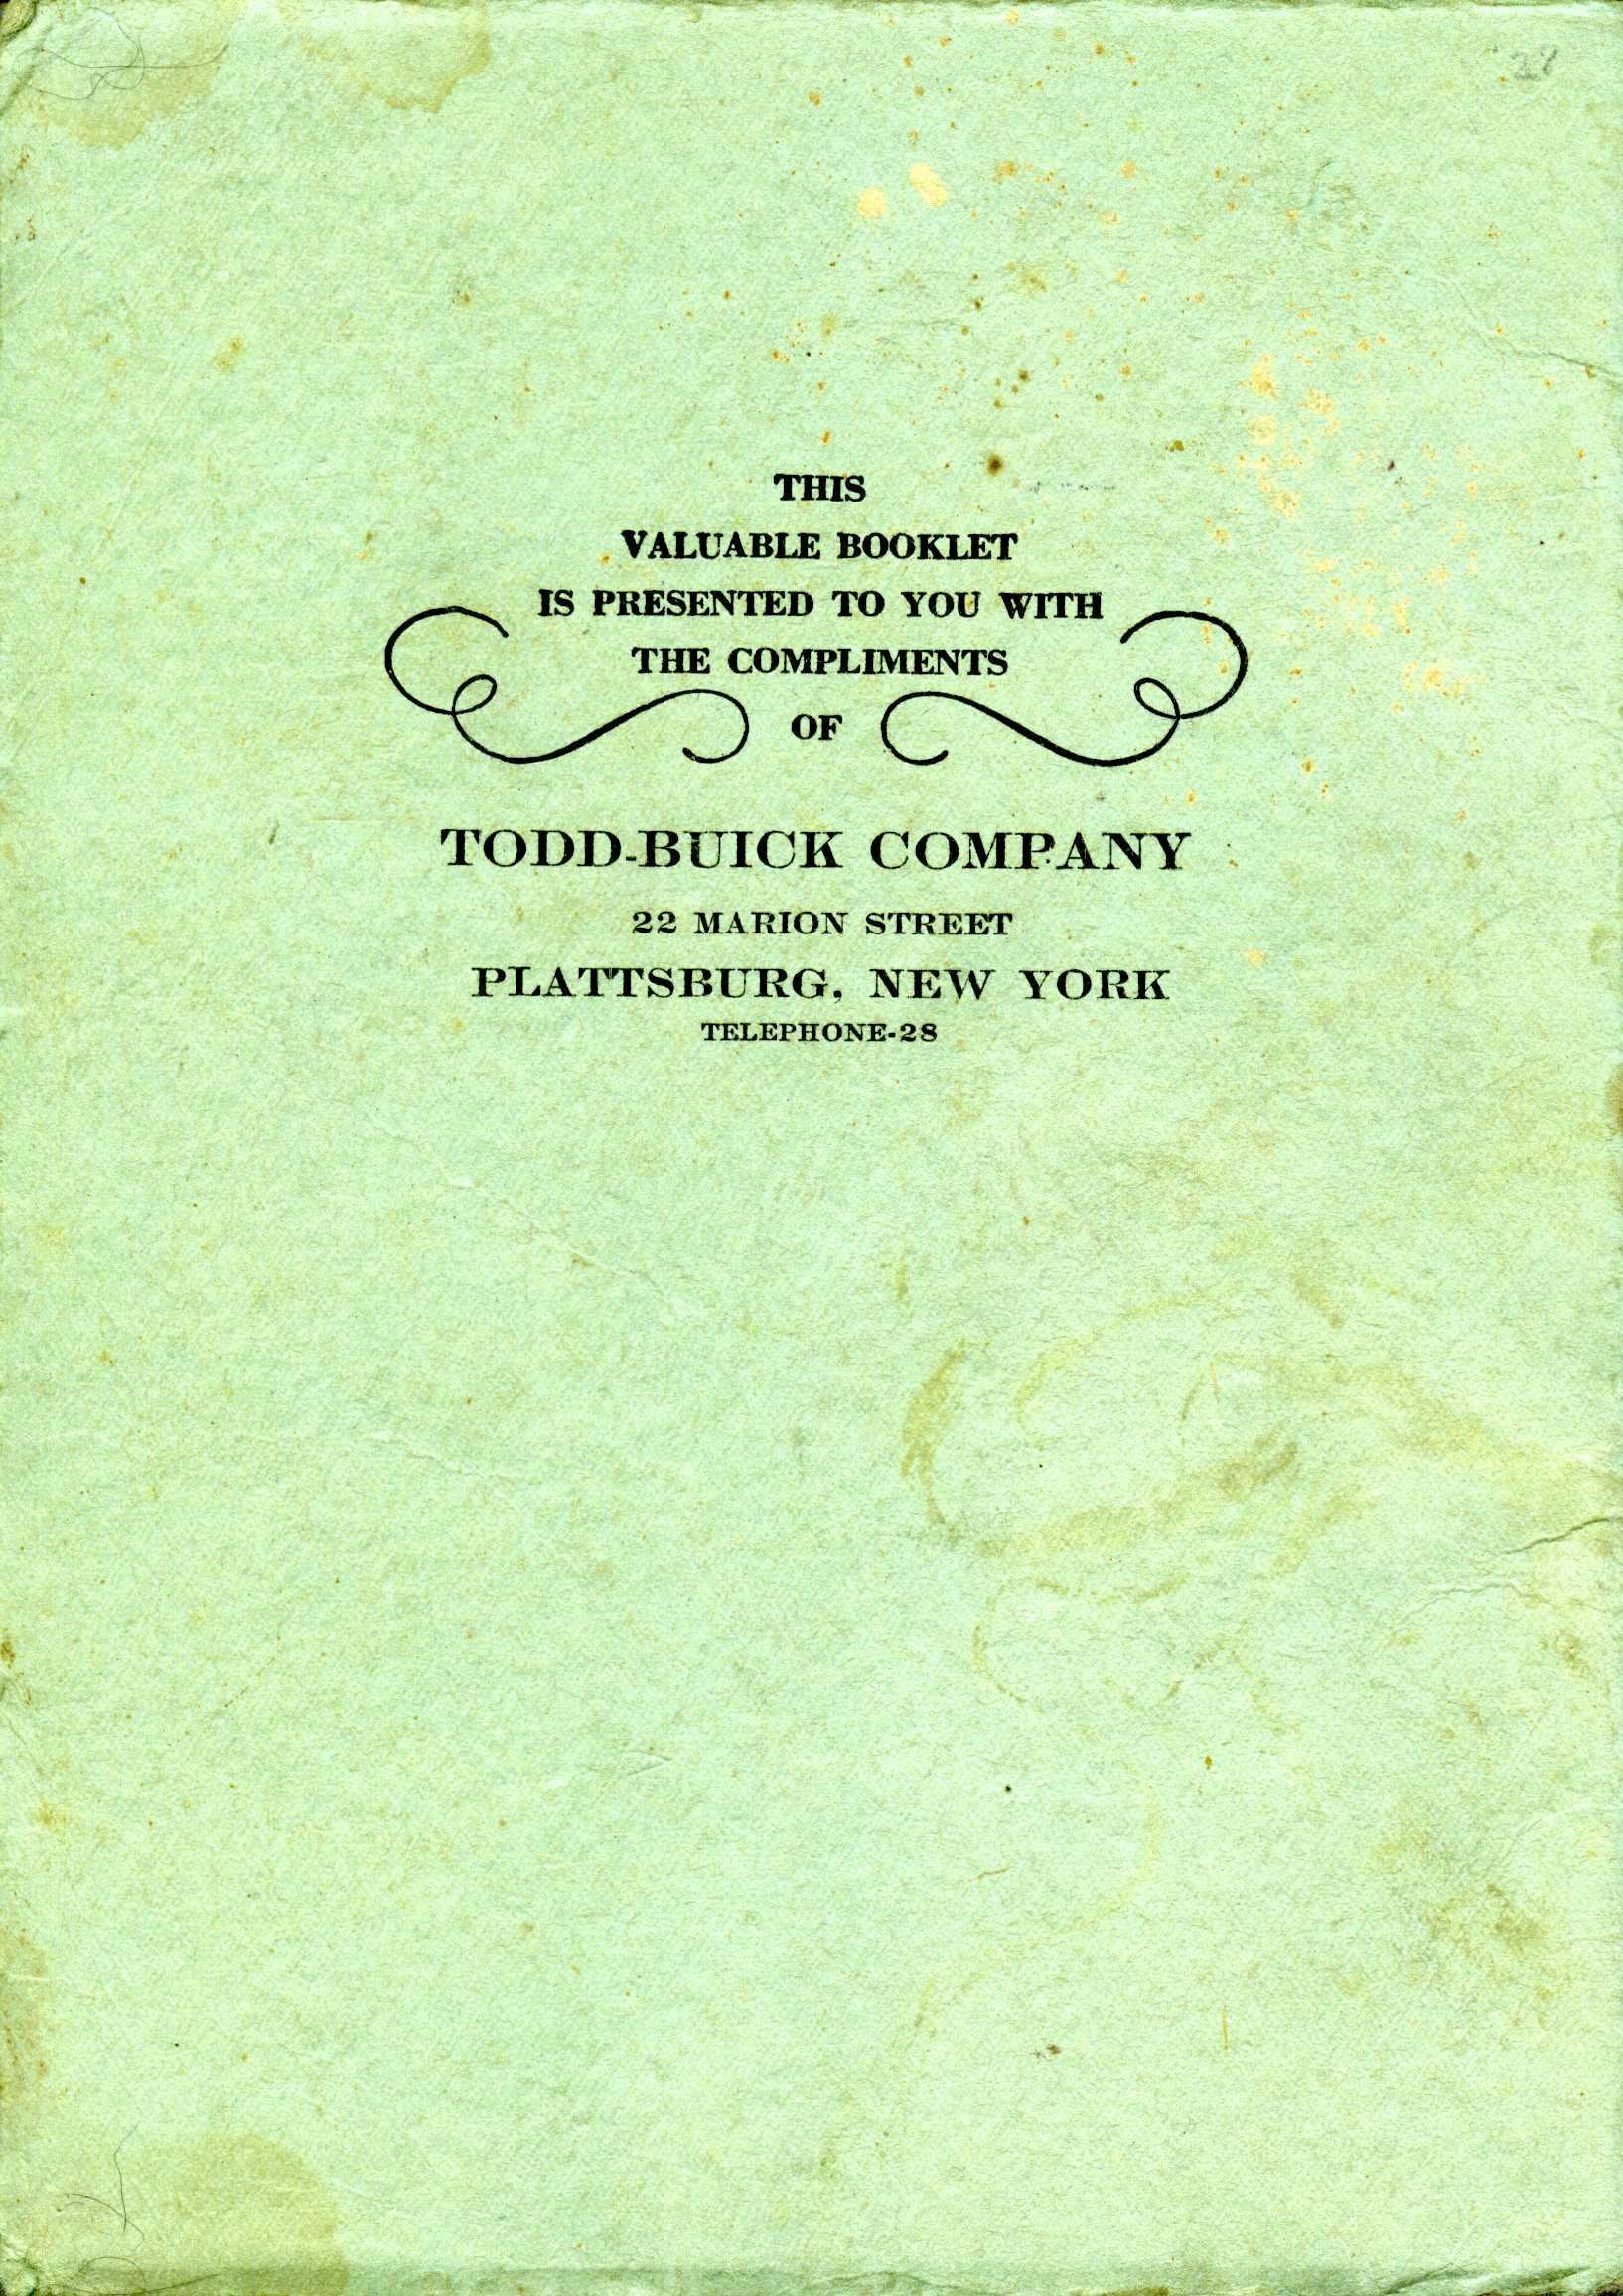 THIS
VALUABLE BOOKLET
IS PRESENTED TO YOU WITH
THE COMPLIMENTS
OF
TODD-BUICK COMPANY
22 MARION STREET
PLATTSBURG, NEW YORK
TELEPHONE-28